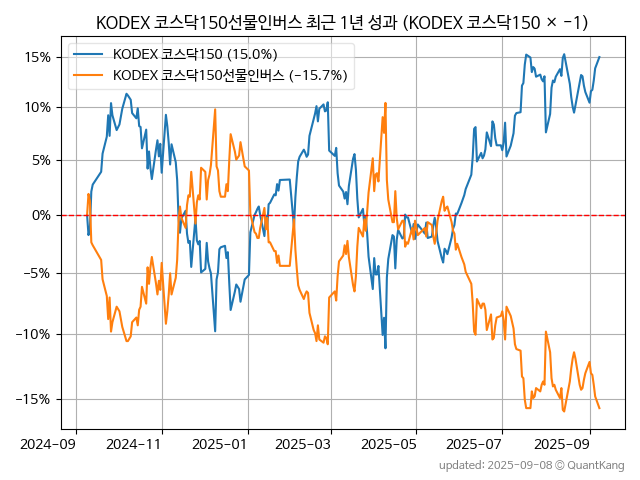 KODEX 코스닥150선물인버스 최근 1년 성과 (KODEX 코스닥150 × −1)
KODEX 코스닥150 (15.0%)
KODEX 코스닥150선물인버스 (−15.7%)
15%
10%
5%
0%
−5%
−10%
−15%
2024-09 2024-11 2025-01 2025-03 2025-05 2025-07 2025-09
updated: 2025-09-08 © QuantKang